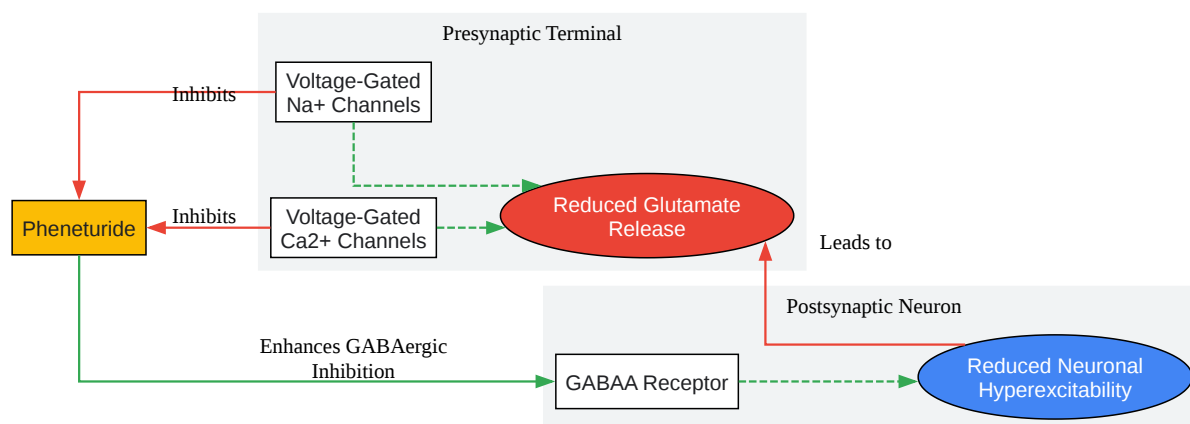 Presynaptic Terminal
Voltage-Gated
Na+ Channels
Inhibits
Pheneturide
Inhibits
Voltage-Gated
Ca2+ Channels
Reduced Glutamate
Release
Leads to
Postsynaptic Neuron
Enhances GABAergic
Inhibition
GABAA Receptor
Reduced Neuronal
Hyperexcitability